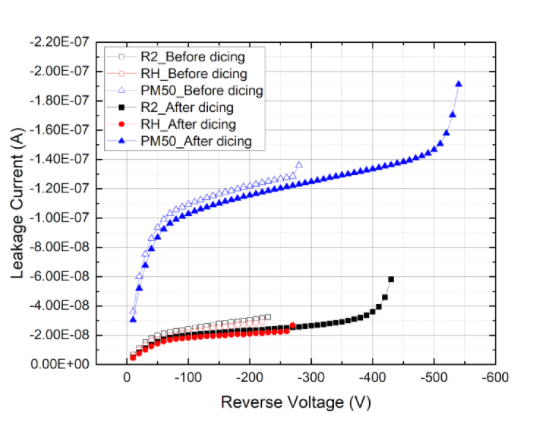 -2.20E-07
-2.00E-07
-1.80E-07
-1.60E-07
-1.40E-07
-1.20E-07
-1.00E-07
-8.00E-08
-6.00E-08
-4.00E-08
-2.00E-08
0.00E+00
Leakage Current (A)
R2_Before dicing
RH_Before dicing
PM50_Before dicing
R2_After dicing
RH_After dicing
PM50_After dicing
0 -100 -200 -300 -400 -500 -600
Reverse Voltage (V)